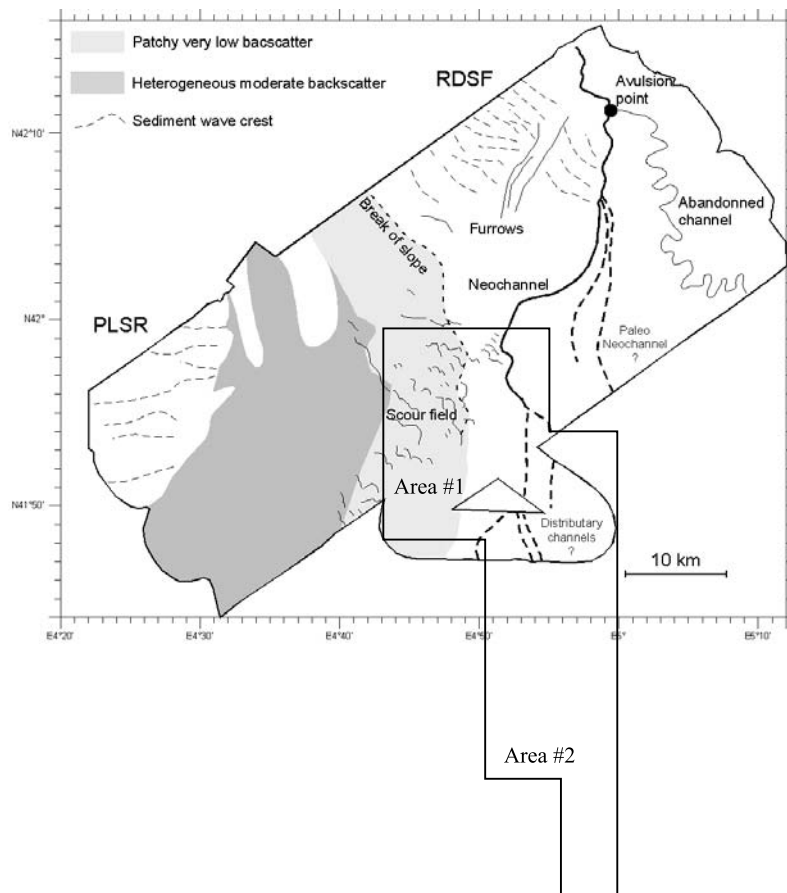 Patchy very low bacscatter
Heterogeneous moderate backscatter
Sediment wave crest
RDSF
Avulsion
point
N42°10'
Abandonned
channel
Break of slope
Furrows
Neochannel
N42°
PLSR
Paleo
Neochannel
?
Scour field
Area #1
N41°50'
Distributary
channels
?
10 km
E4°20'
E4°30'
E4°40'
E4°50'
E5°
E5°10'
Area #2